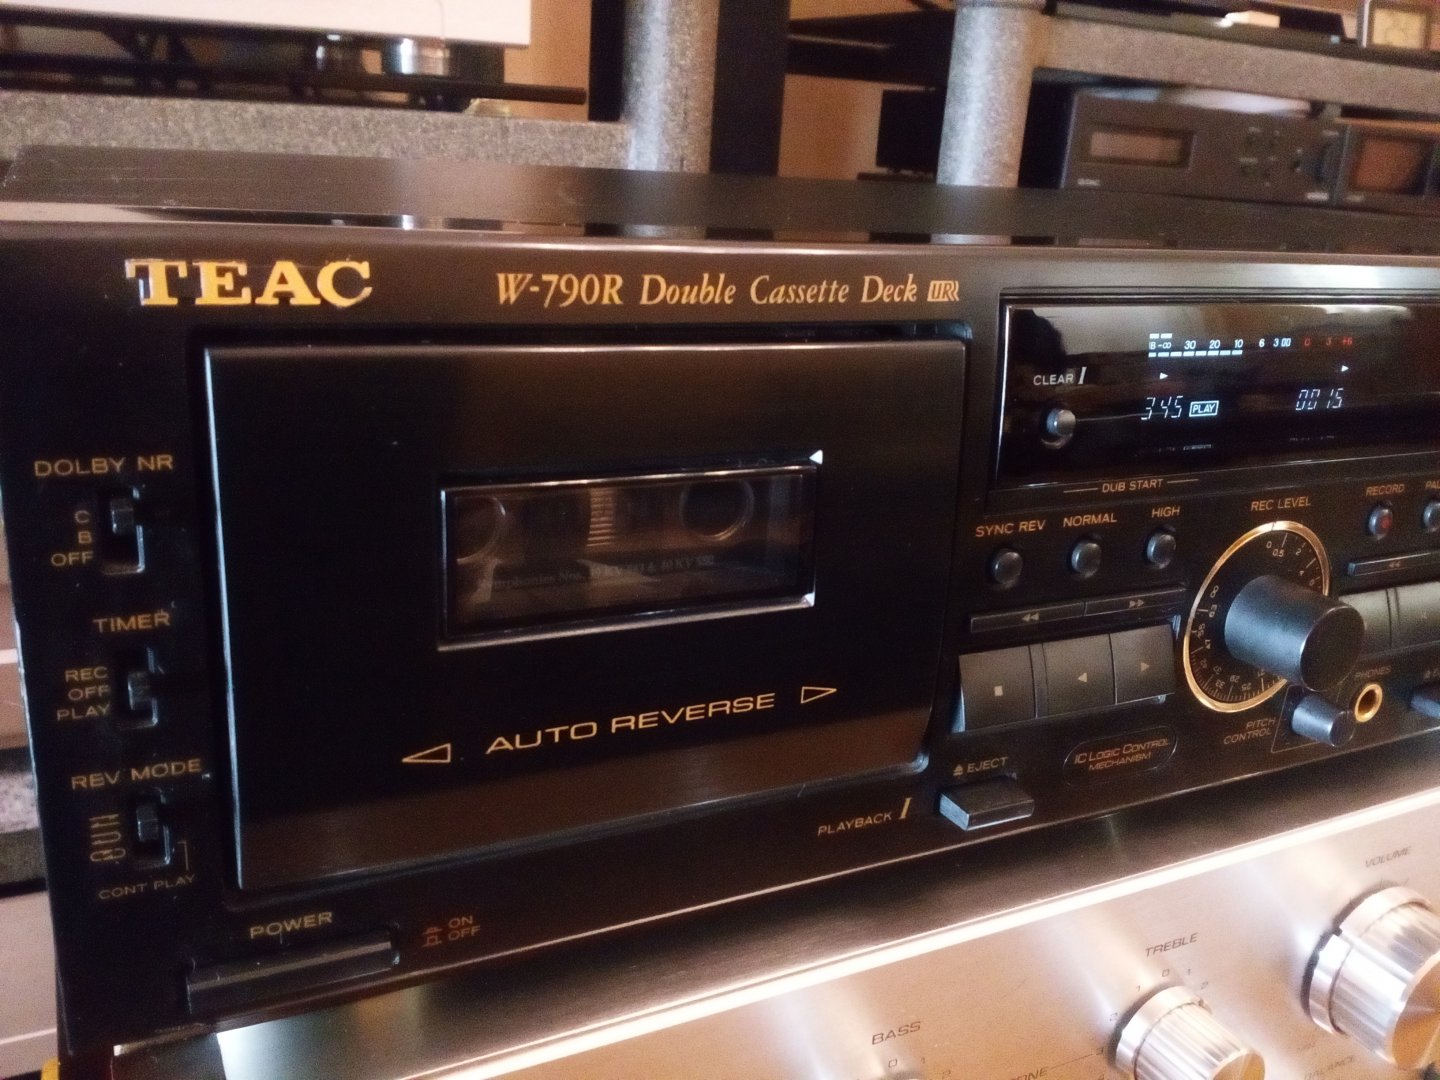 TEAC
W-790R Double Cassette Deck
B -∞ 30 20 10 6 3 0 3 +6
CLEAR I
345 PLAY 0015
DUB START
SYNC REV NORMAL HIGH
REC LEVEL
RECORD
DOLBY NR
C
B
OFF
TIMER
REC
OFF
PLAY
REV MODE
CONT PLAY
AUTO REVERSE
PHONES
PITCH
CONTROL
IC LOGIC CONTROL
MECHANISM
EJECT
PLAYBACK I
POWER
ON
OFF
VOLUME
TREBLE
BASS
BALANCE